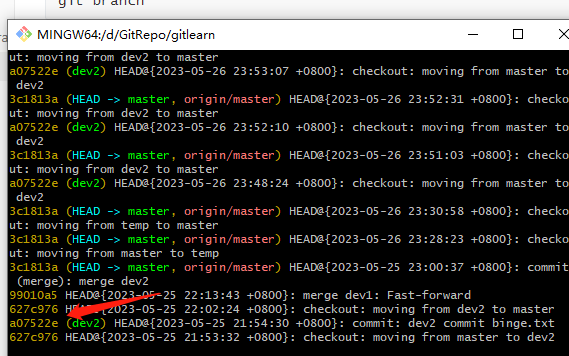 git branch
MINGW64:/d/GitRepo/gitlearn
ut: moving from dev2 to master
a07522e (dev2) HEAD@{2023-05-26 23:53:07 +0800}: checkout: moving from master to
dev2
3c1813a (HEAD -> master, origin/master) HEAD@{2023-05-26 23:52:31 +0800}: checko
ut: moving from dev2 to master
a07522e (dev2) HEAD@{2023-05-26 23:52:10 +0800}: checkout: moving from master to
dev2
3c1813a (HEAD -> master, origin/master) HEAD@{2023-05-26 23:51:03 +0800}: checko
ut: moving from dev2 to master
a07522e (dev2) HEAD@{2023-05-26 23:48:24 +0800}: checkout: moving from master to
dev2
3c1813a (HEAD -> master, origin/master) HEAD@{2023-05-26 23:30:58 +0800}: checko
ut: moving from temp to master
3c1813a (HEAD -> master, origin/master) HEAD@{2023-05-26 23:28:23 +0800}: checko
ut: moving from master to temp
3c1813a (HEAD -> master, origin/master) HEAD@{2023-05-25 23:00:37 +0800}: commit
(merge): merge dev2
99010a5 HEAD@{2023-05-25 22:13:43 +0800}: merge dev1: Fast-forward
627c976 HEAD@{2023-05-25 22:02:24 +0800}: checkout: moving from dev2 to master
a07522e (dev2) HEAD@{2023-05-25 21:54:30 +0800}: commit: dev2 commit binge.txt
627c976 HEAD@{2023-05-25 21:53:32 +0800}: checkout: moving from master to dev2